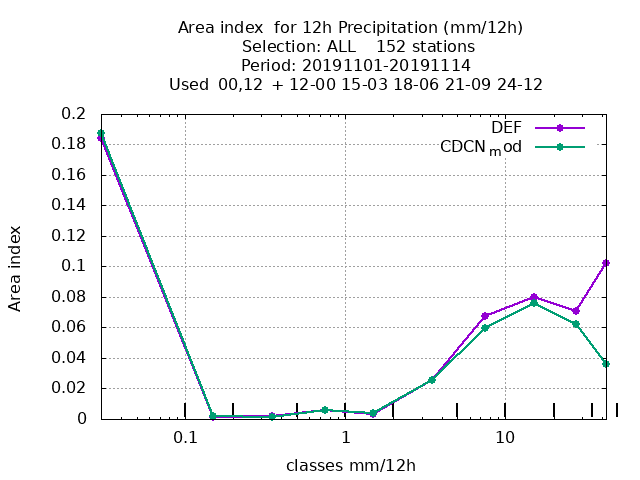 Area index  for 12h Precipitation (mm/12h)
Selection: ALL    152 stations
Period: 20191101-20191114
Used  00,12  + 12-00 15-03 18-06 21-09 24-12
DEF
CDCNmod
0.2
0.18
0.16
0.14
0.12
0.1
0.08
0.06
0.04
0.02
0
Area index
0.1
1
10
classes mm/12h